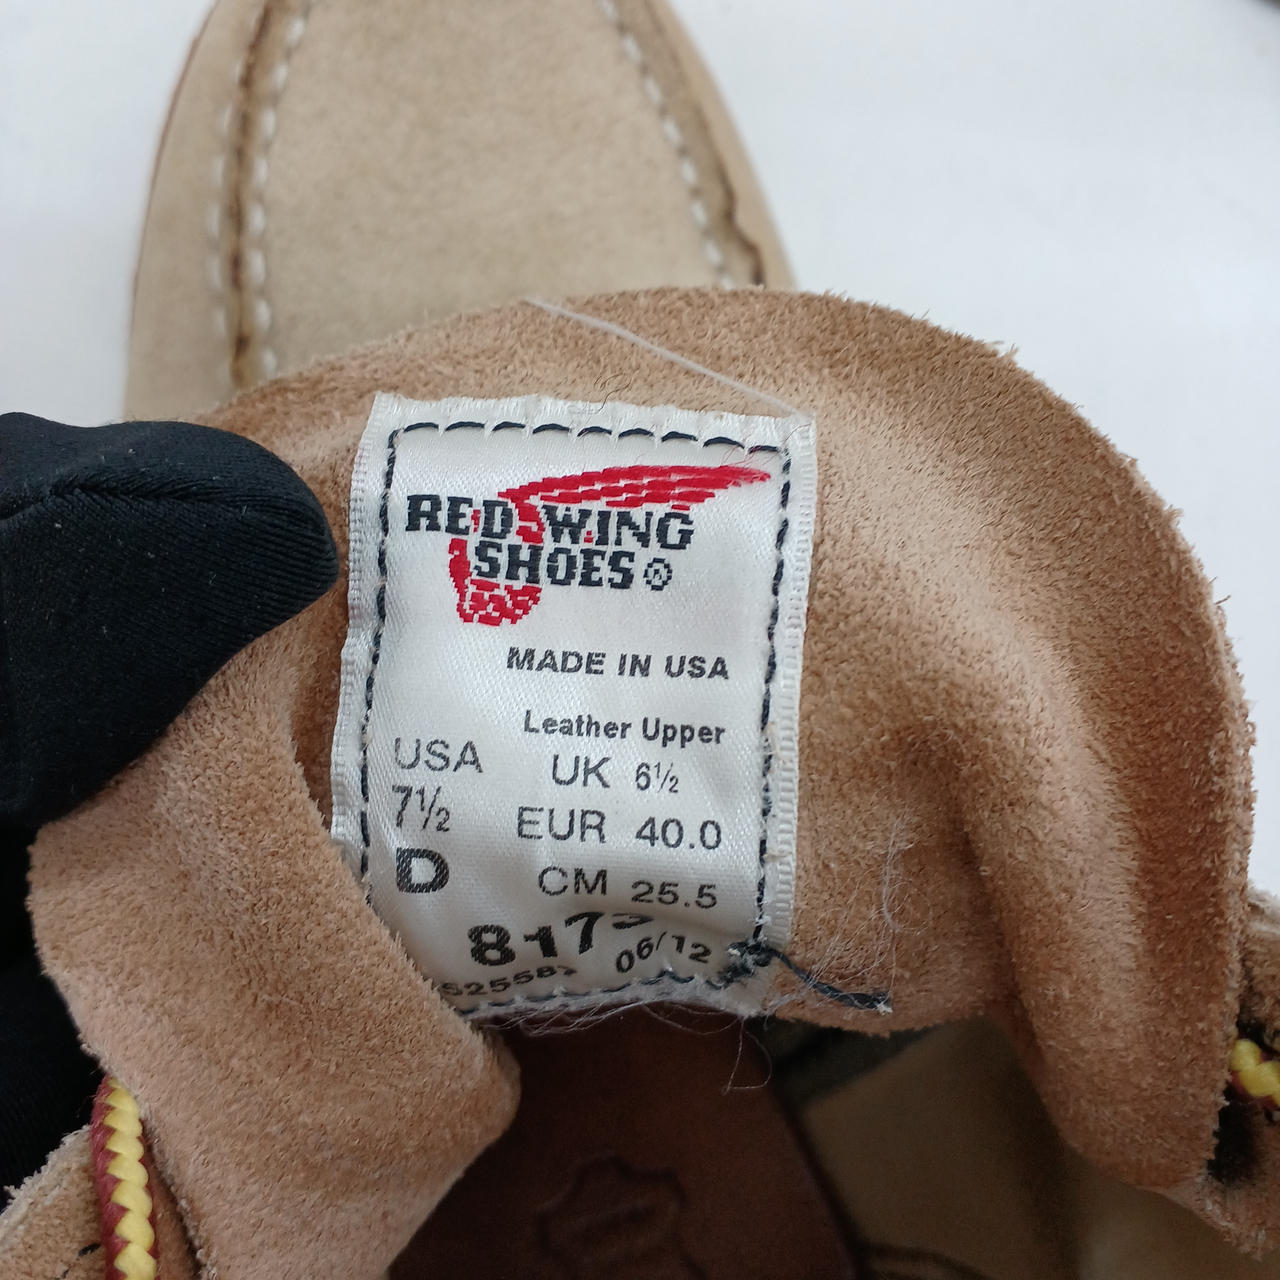 RED WING
SHOES®
MADE IN USA
Leather Upper
USA
UK 6½
7½
EUR 40.0
D
CM 25.5
06/12